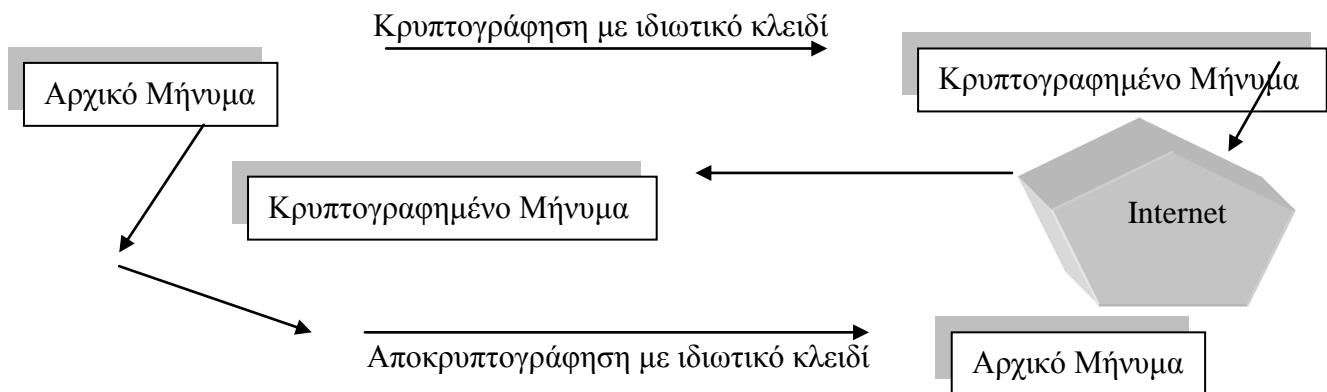 Κρυπτογράφηση με ιδιωτικό κλειδί
Αρχικό Μήνυμα
Κρυπτογραφημένο Μήνυμα
Κρυπτογραφημένο Μήνυμα
Internet
Αποκρυπτογράφηση με ιδιωτικό κλειδί
Αρχικό Μήνυμα